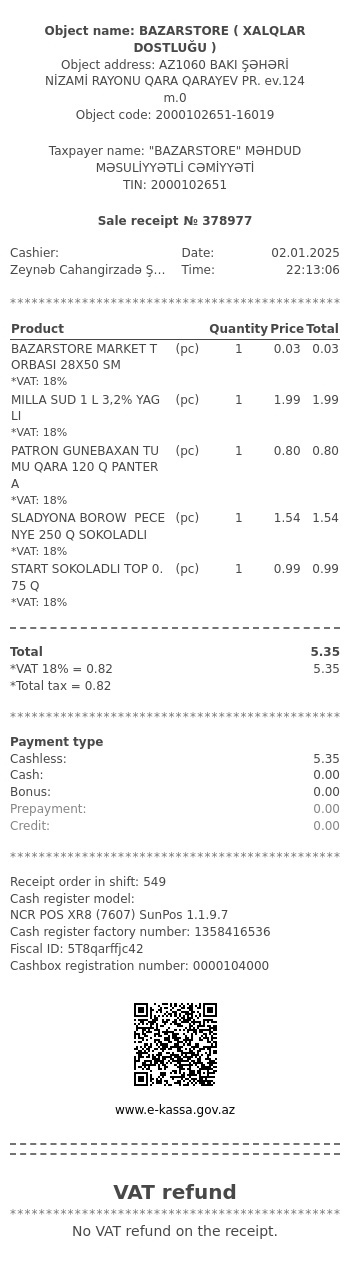 Object name: BAZARSTORE ( XALQLAR
DOSTLUĞU )
Object address: AZ1060 BAKI ŞƏHƏRİ
NİZAMİ RAYONU QARA QARAYEV PR. ev.124
m.0
Object code: 2000102651-16019
Taxpayer name: "BAZARSTORE" MƏHDUD
MƏSULİYYƏTLİ CƏMİYYƏTİ
TIN: 2000102651
Sale receipt № 378977
Cashier: Date: 02.01.2025
Zeynəb Cahangirzadə Ş... Time: 22:13:06
**********************************************
Product Quantity Price Total
BAZARSTORE MARKET T (pc) 1 0.03 0.03
ORBASI 28X50 SM
*VAT: 18%
MILLA SUD 1 L 3,2% YAG (pc) 1 1.99 1.99
LI
*VAT: 18%
PATRON GUNEBAXAN TU (pc) 1 0.80 0.80
MU QARA 120 Q PANTER
A
*VAT: 18%
SLADYONA BOROW  PECE (pc) 1 1.54 1.54
NYE 250 Q SOKOLADLI
*VAT: 18%
START SOKOLADLI TOP 0. (pc) 1 0.99 0.99
75 Q
*VAT: 18%
Total 5.35
*VAT 18% = 0.82 5.35
*Total tax = 0.82
**********************************************
Payment type
Cashless: 5.35
Cash: 0.00
Bonus: 0.00
Prepayment: 0.00
Credit: 0.00
**********************************************
Receipt order in shift: 549
Cash register model:
NCR POS XR8 (7607) SunPos 1.1.9.7
Cash register factory number: 1358416536
Fiscal ID: 5T8qarffjc42
Cashbox registration number: 0000104000
www.e-kassa.gov.az
VAT refund
**********************************************
No VAT refund on the receipt.